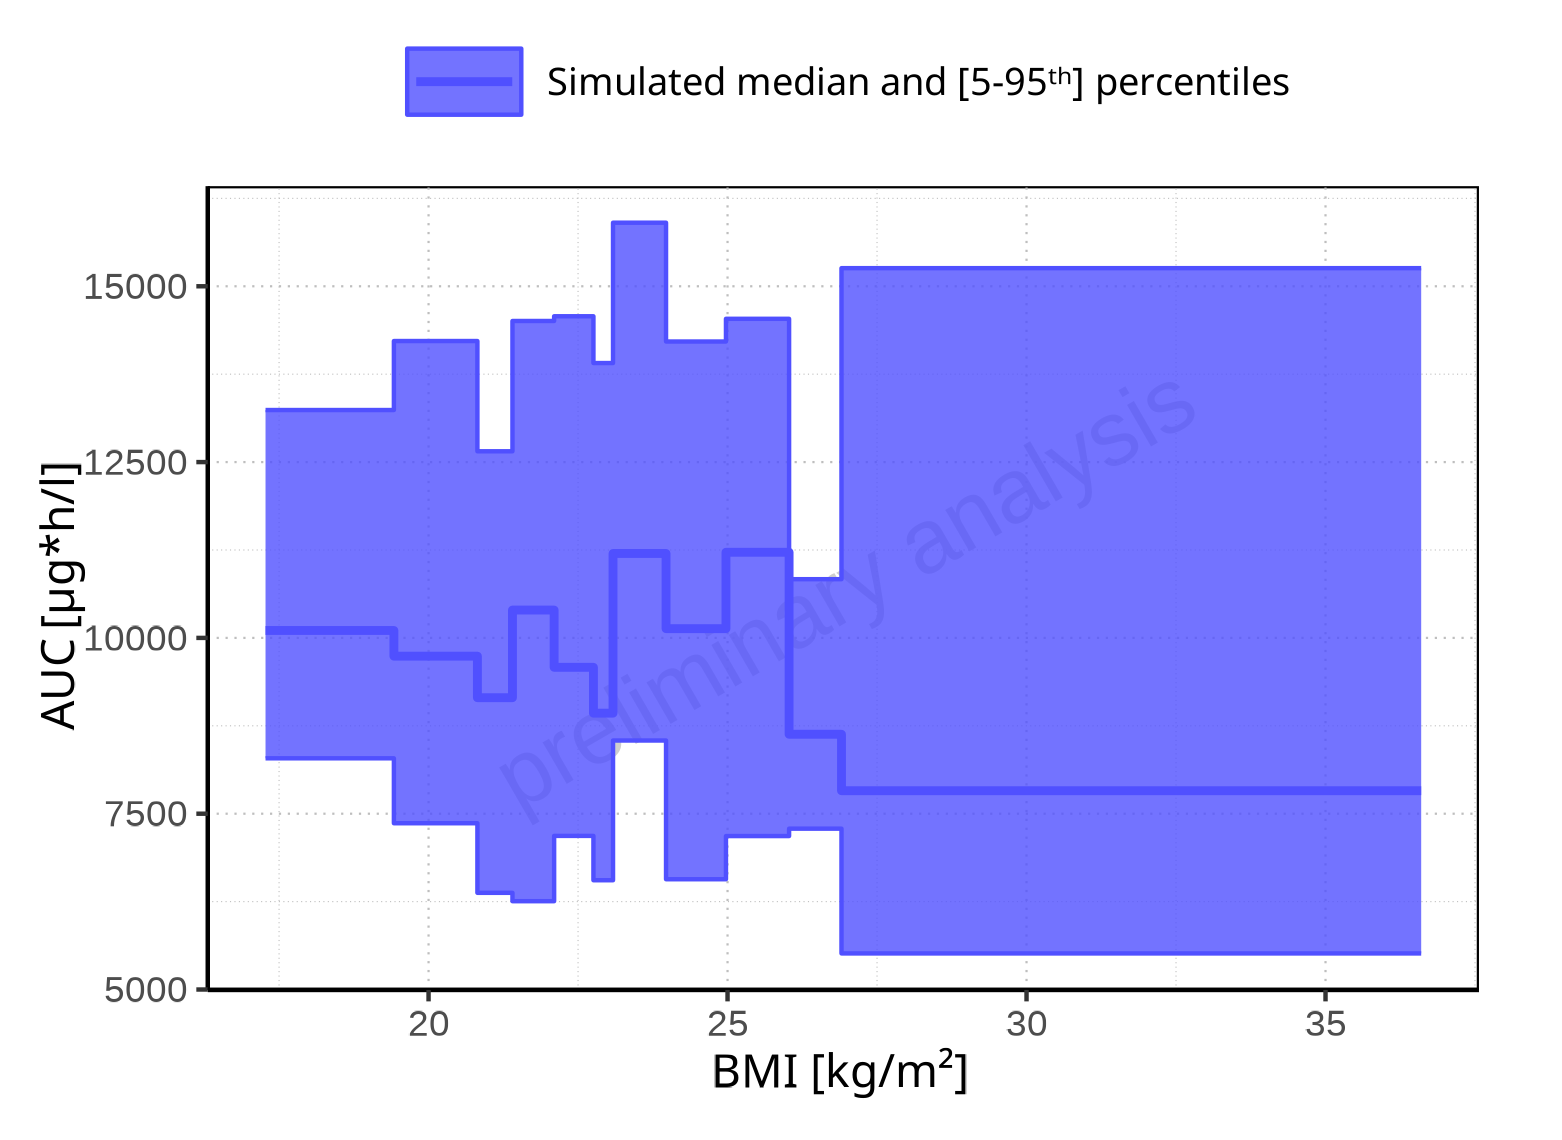 Simulated median and [5-95ᵗʰ] percentiles
15000
12500
10000
7500
5000
AUC [µg*h/l]
preliminary analysis
20 25 30 35
BMI [kg/m²]